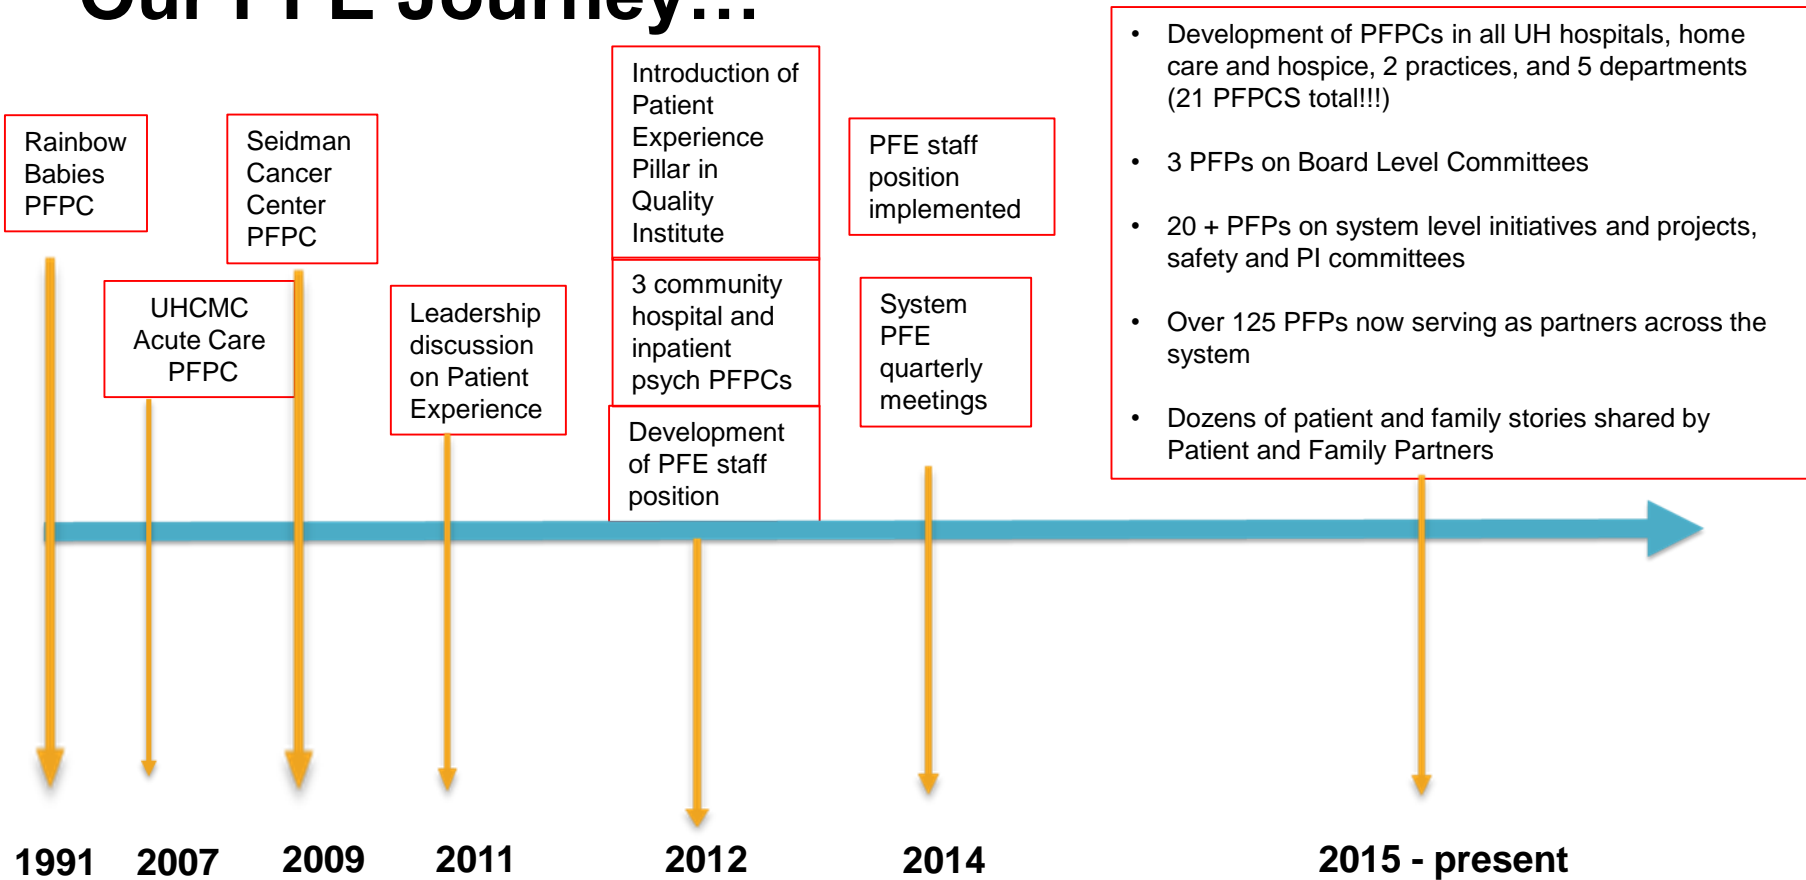 Our PFE Journey...
Rainbow
Babies
PFPC
UHCMC
Acute Care
PFPC
Seidman
Cancer
Center
PFPC
Leadership
discussion
on Patient
Experience
Introduction of
Patient
Experience
Pillar in
Quality
Institute
3 community
hospital and
inpatient
psych PFPCs
Development
of PFE staff
position
PFE staff
position
implemented
System
PFE
quarterly
meetings
• Development of PFPCs in all UH hospitals, home
care and hospice, 2 practices, and 5 departments
(21 PFPCS total!!!)
• 3 PFPs on Board Level Committees
• 20 + PFPs on system level initiatives and projects,
safety and PI committees
• Over 125 PFPs now serving as partners across the
system
• Dozens of patient and family stories shared by
Patient and Family Partners
1991 2007 2009 2011 2012 2014 2015 - present